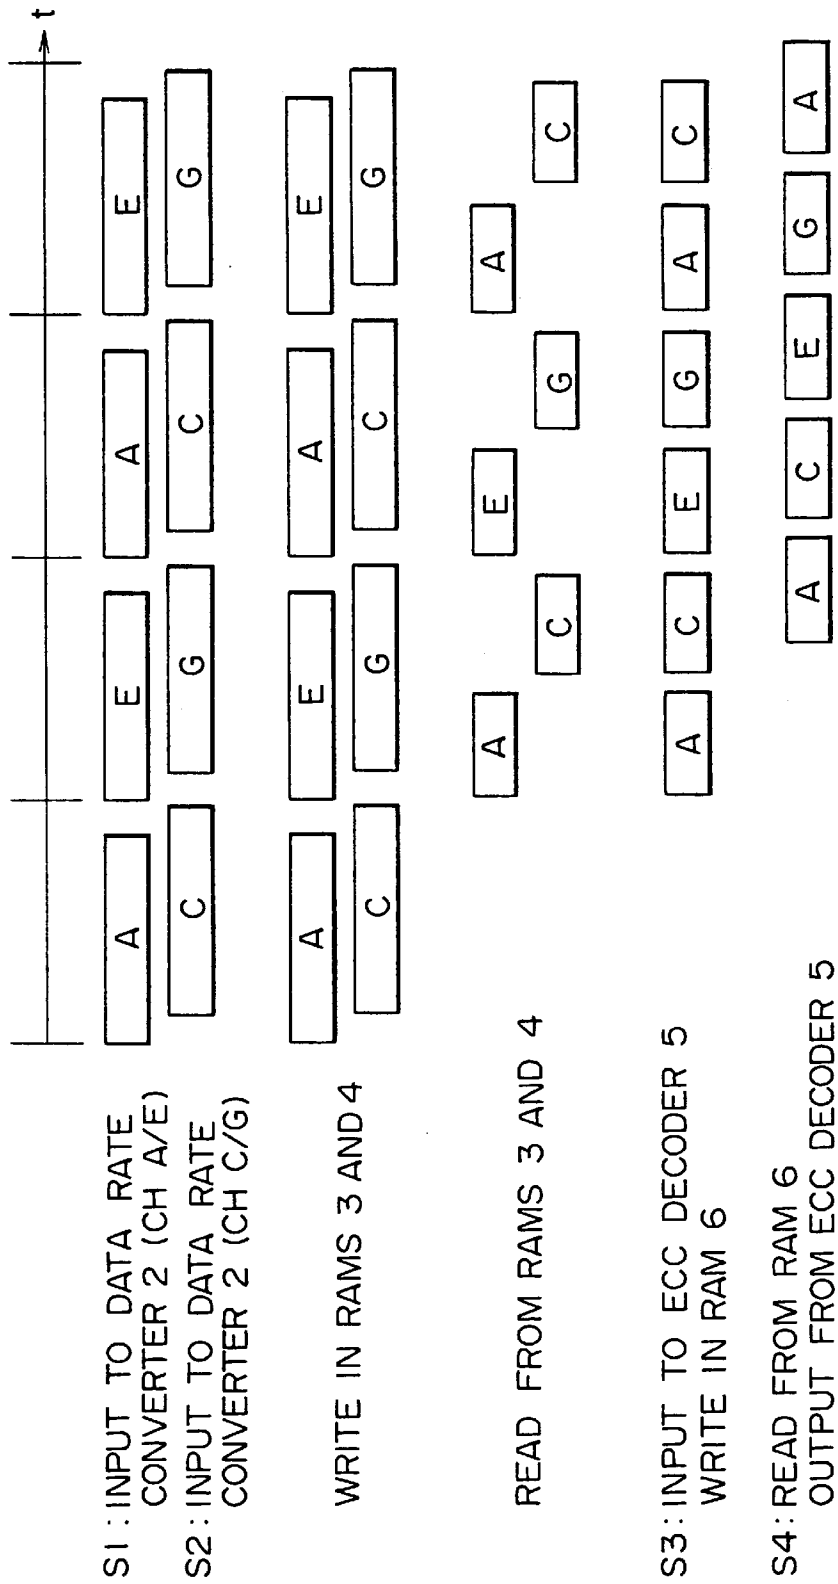 t
S1: INPUT TO DATA RATE
CONVERTER 2 (CH A/E)
A E A E
S2: INPUT TO DATA RATE
CONVERTER 2 (CH C/G)
C G C G
WRITE IN RAMS 3 AND 4
A E A E
C G C G
READ FROM RAMS 3 AND 4
A E A
C G C
S3: INPUT TO ECC DECODER 5
WRITE IN RAM 6
A C E G A C
S4: READ FROM RAM 6
OUTPUT FROM ECC DECODER 5
A C E G A